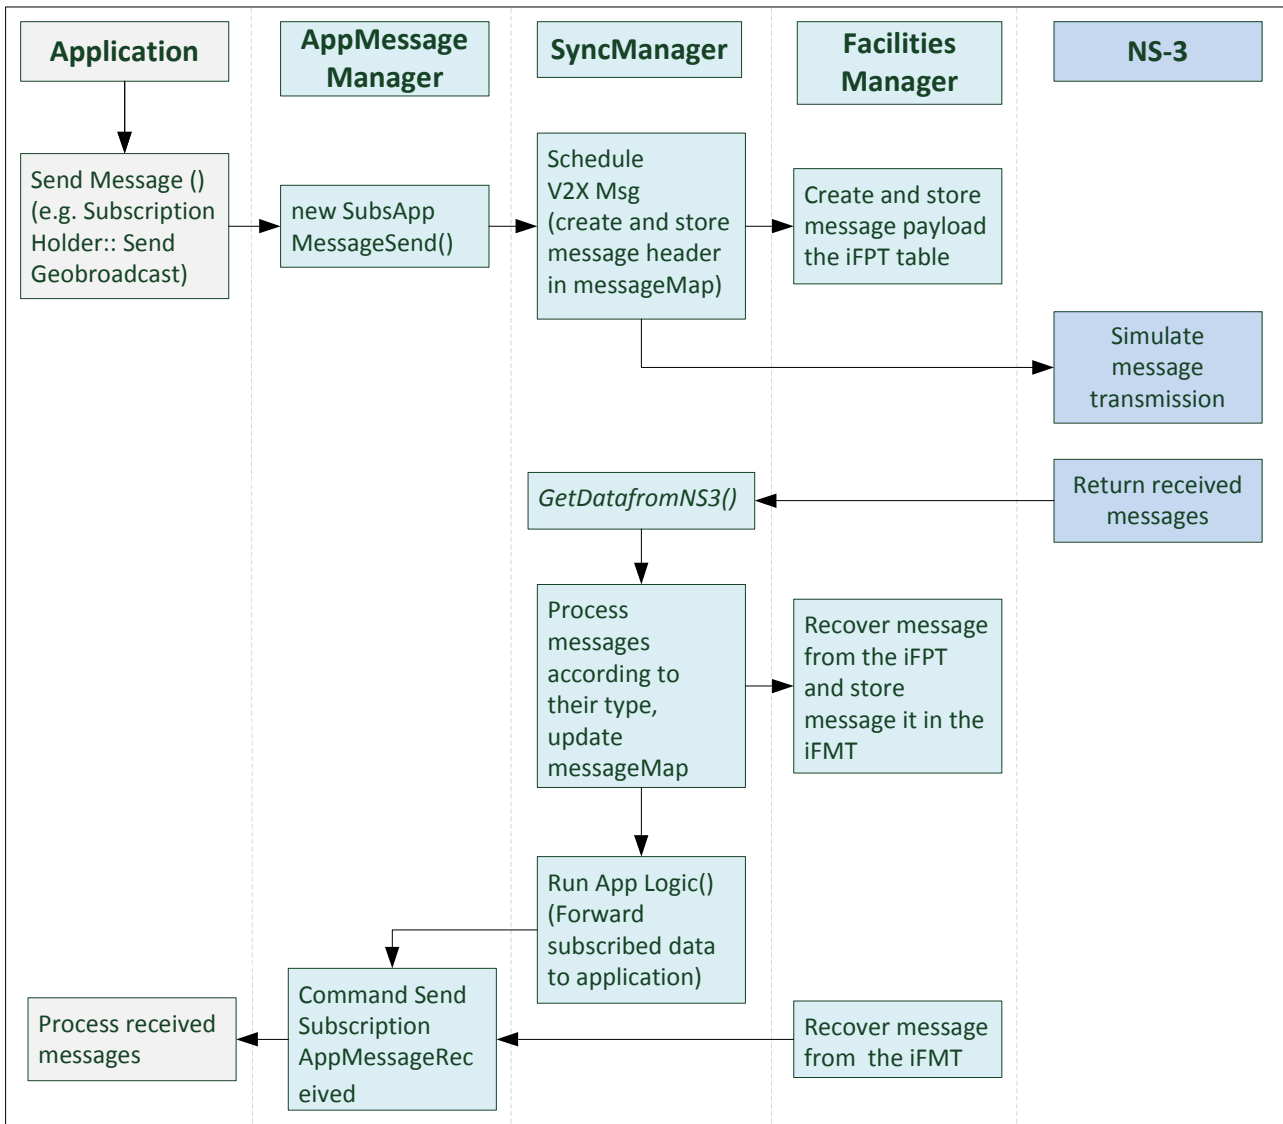 Application
AppMessage
Manager
SyncManager
Facilities
Manager
NS-3
Send Message ()
(e.g. Subscription
Holder:: Send
Geobroadcast)
new SubsApp
MessageSend()
Schedule
V2X Msg
(create and store
message header
in messageMap)
Create and store
message payload
the iFPT table
Simulate
message
transmission
GetDatafromNS3()
Return received
messages
Process
messages
according to
their type,
update
messageMap
Recover message
from the iFPT
and store
message it in the
iFMT
Run App Logic()
(Forward
subscribed data
to application)
Process received
messages
Command Send
Subscription
AppMessageRec
eived
Recover message
from the iFMT